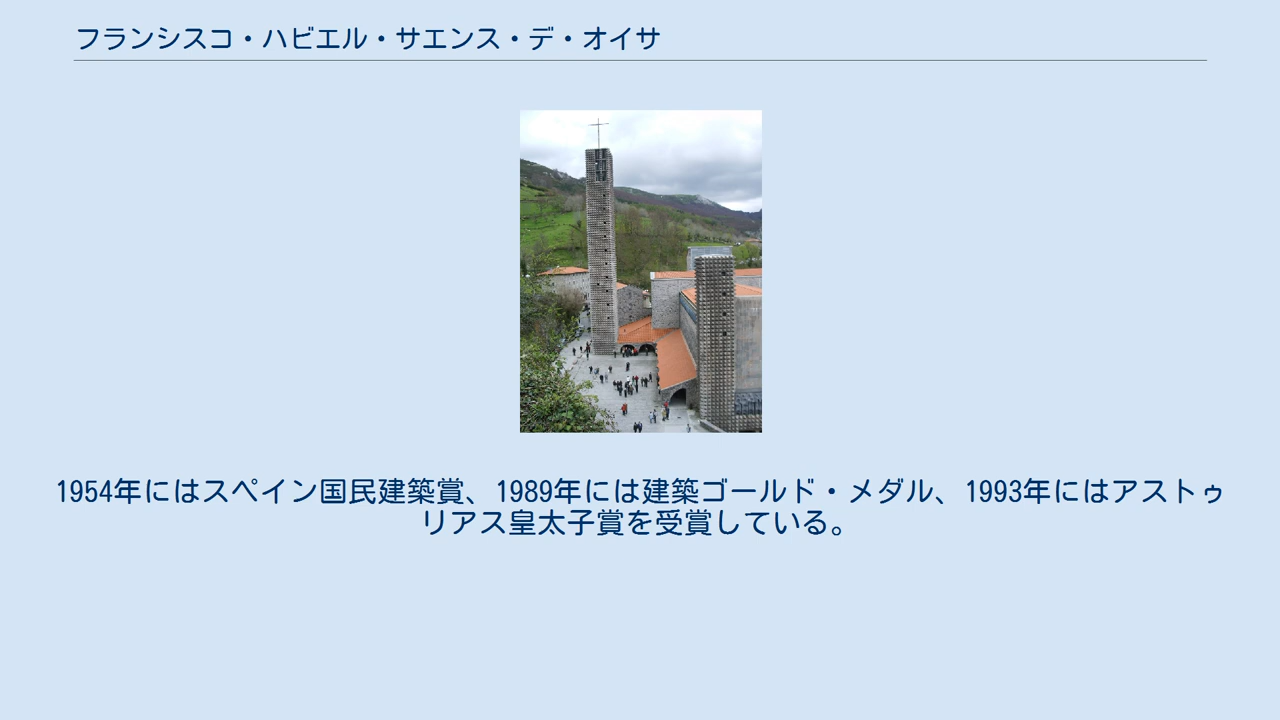 フランシスコ・ハビエル・サエンス・デ・オイサ
1954年にはスペイン国民建築賞、1989年には建築ゴールド・メダル、1993年にはアストゥ
リアス皇太子賞を受賞している。